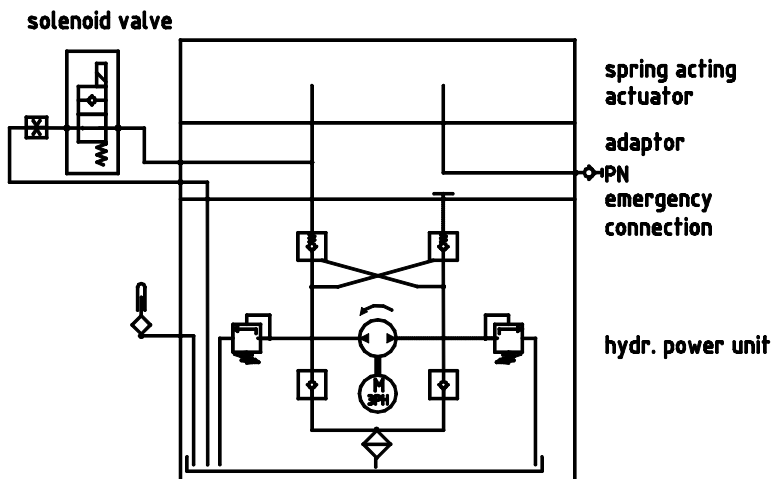 solenoid valve
spring acting
actuator
adaptor
PN
emergency
connection
hydr. power unit
M
3PH